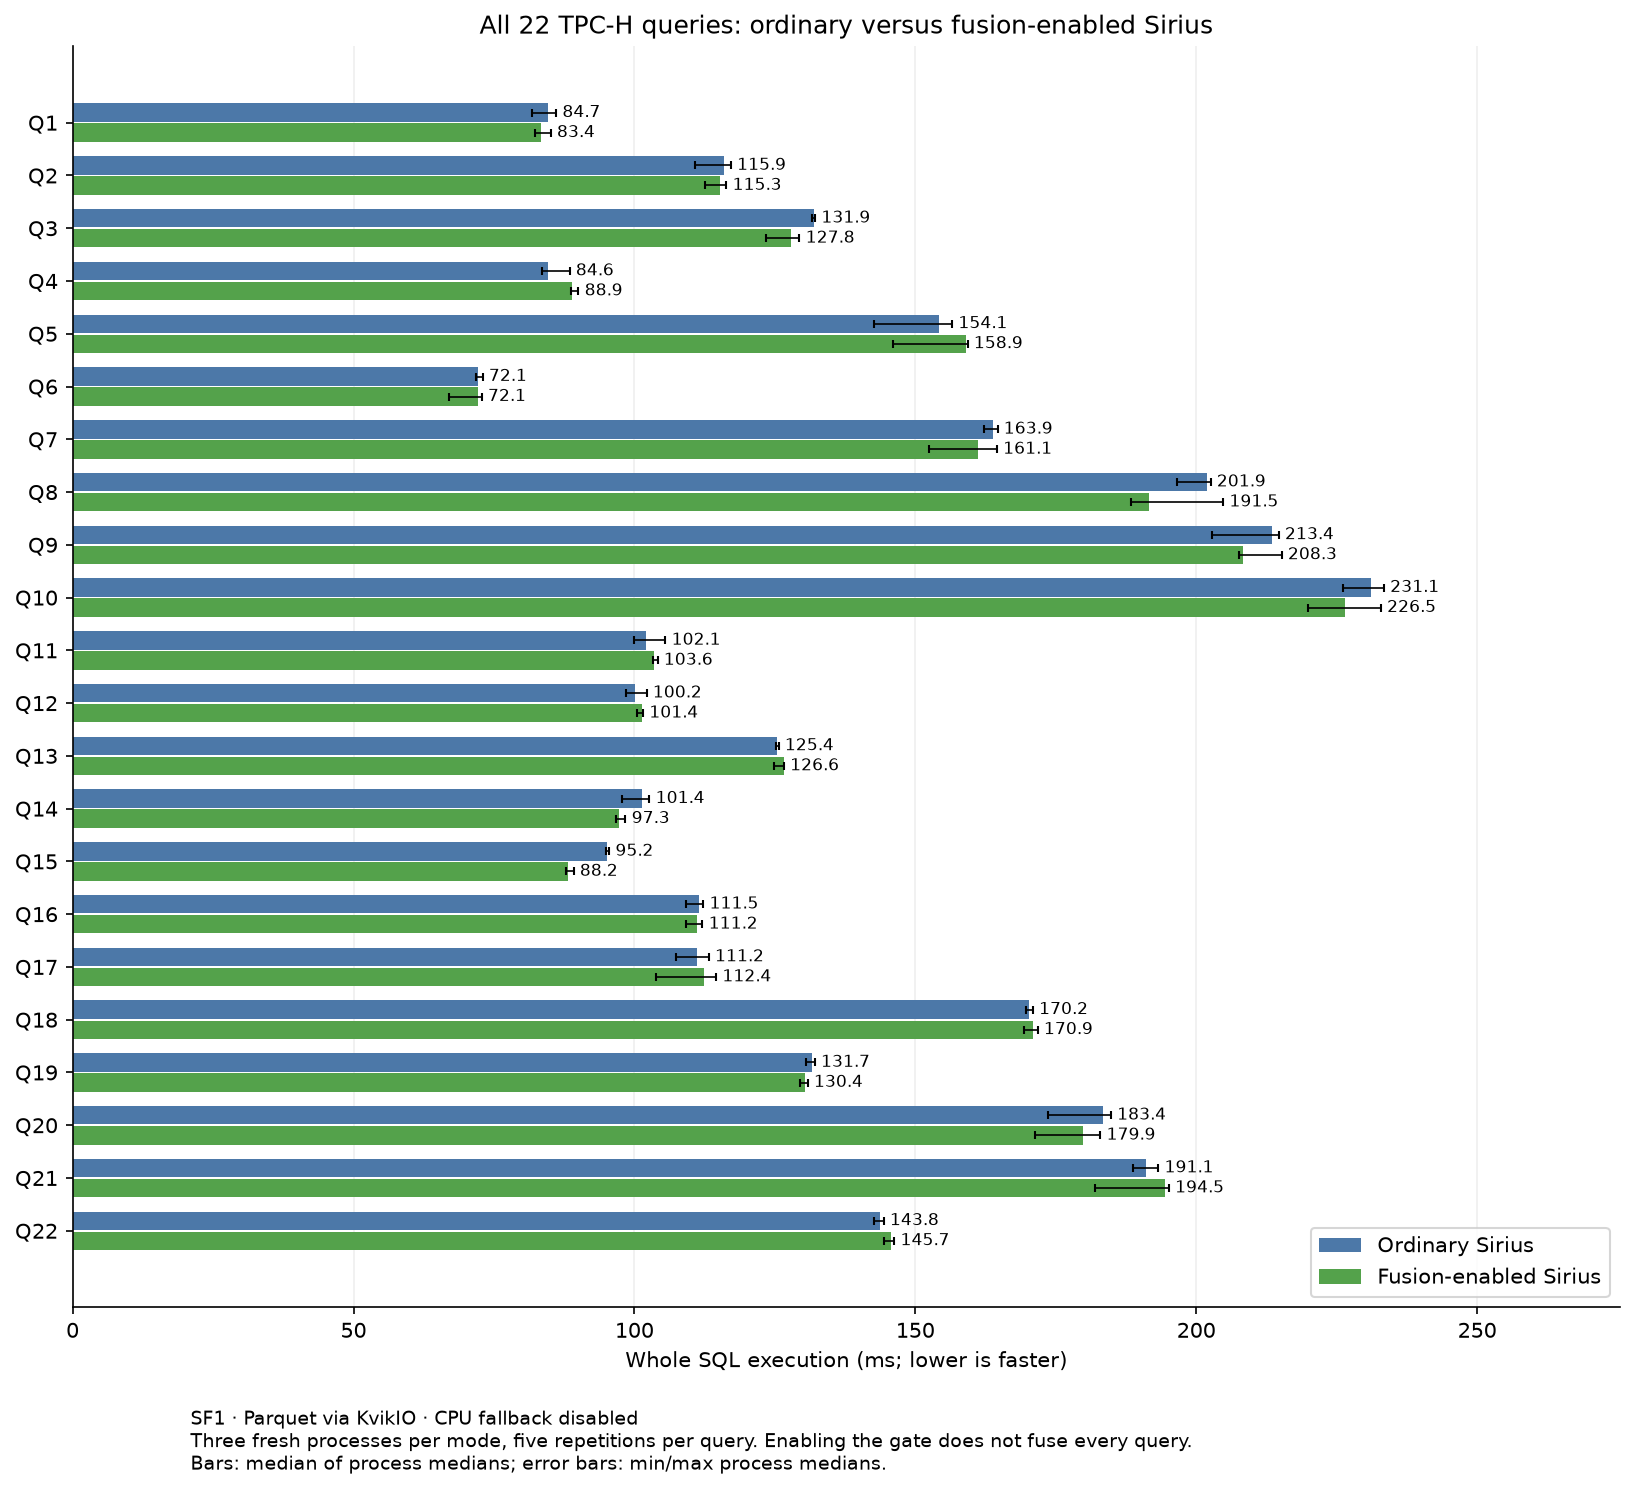 All 22 TPC-H queries: ordinary versus fusion-enabled Sirius
Q1
84.7
83.4
Q2
115.9
115.3
Q3
131.9
127.8
Q4
84.6
88.9
Q5
154.1
158.9
Q6
72.1
72.1
Q7
163.9
161.1
Q8
201.9
191.5
Q9
213.4
208.3
Q10
231.1
226.5
Q11
102.1
103.6
Q12
100.2
101.4
Q13
125.4
126.6
Q14
101.4
97.3
Q15
95.2
88.2
Q16
111.5
111.2
Q17
111.2
112.4
Q18
170.2
170.9
Q19
131.7
130.4
Q20
183.4
179.9
Q21
191.1
194.5
Q22
143.8
145.7
Ordinary Sirius
Fusion-enabled Sirius
0 50 100 150 200 250
Whole SQL execution (ms; lower is faster)
SF1 · Parquet via KvikIO · CPU fallback disabled
Three fresh processes per mode, five repetitions per query. Enabling the gate does not fuse every query.
Bars: median of process medians; error bars: min/max process medians.